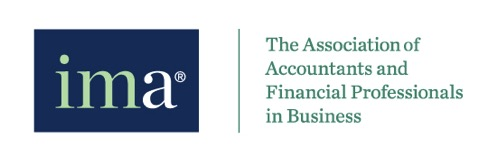 ima®
The Association of
Accountants and
Financial Professionals
in Business